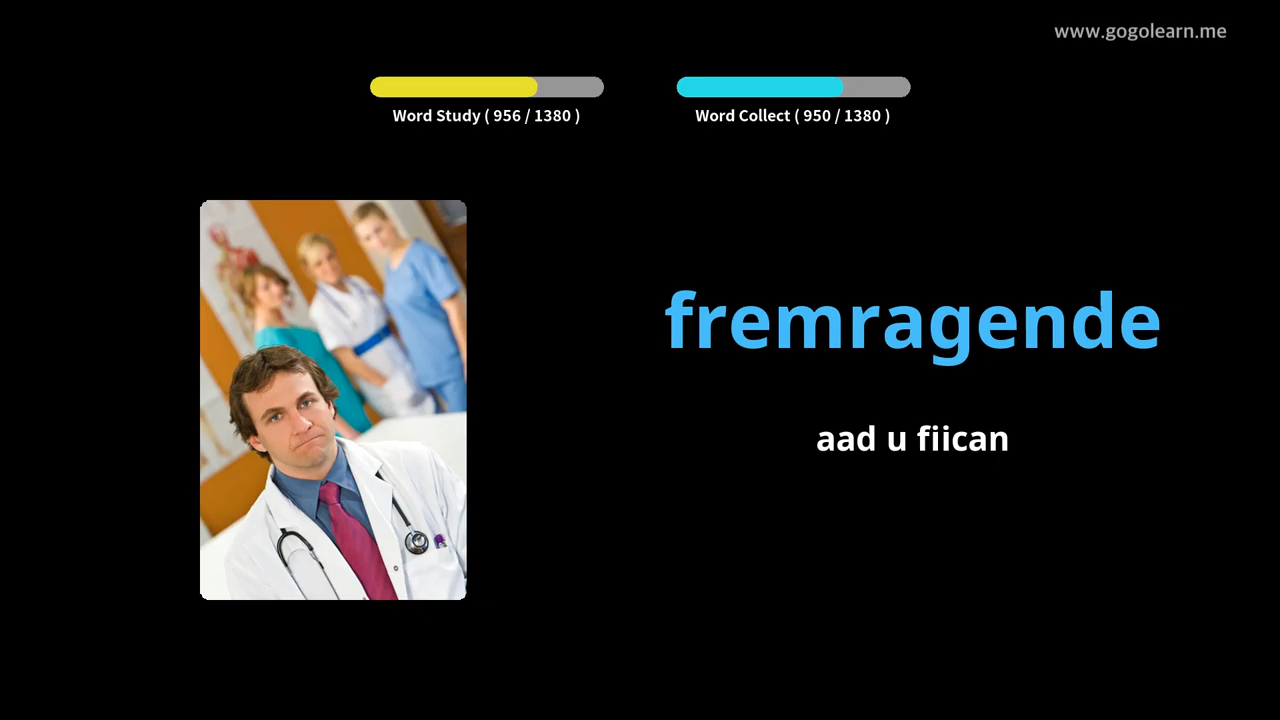 www.gogolearn.me
Word Study ( 956 / 1380 )
Word Collect ( 950 / 1380 )
fremragende
aad u fiican